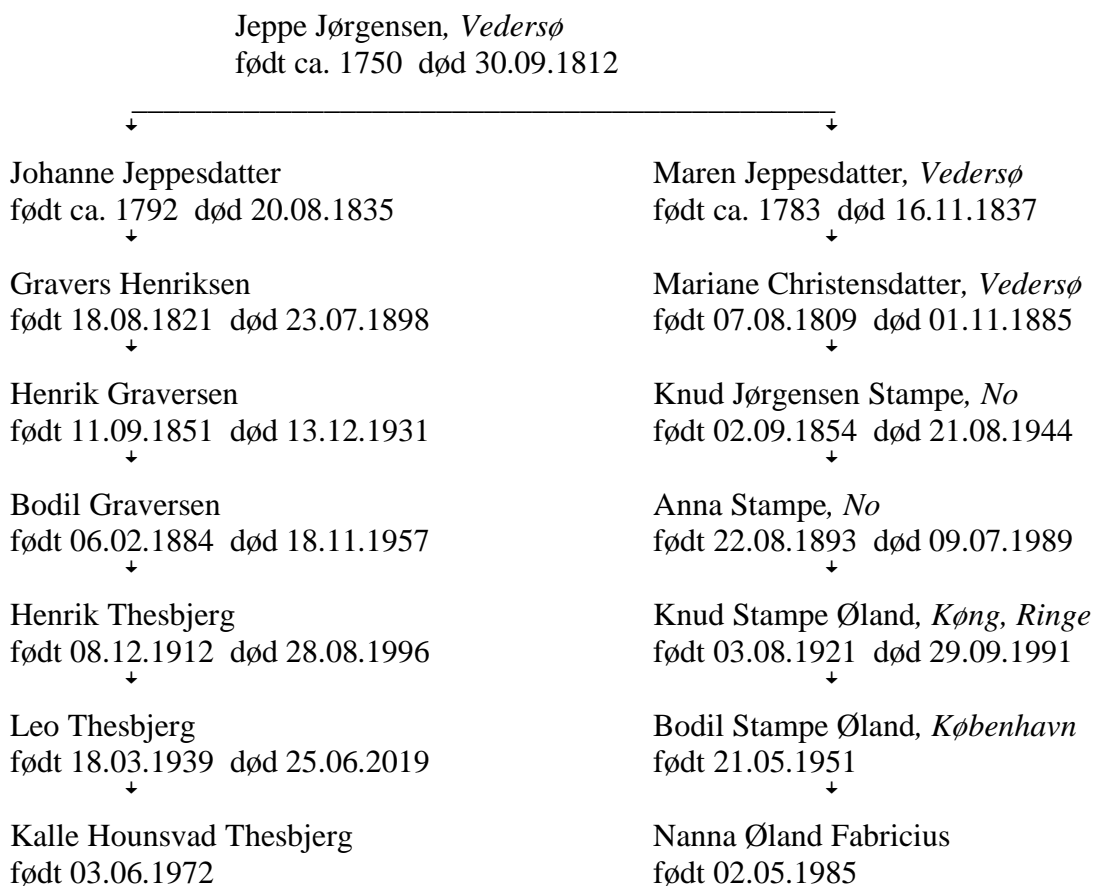 Jeppe Jørgensen, Vedersø
født ca. 1750  død 30.09.1812
Johanne Jeppesdatter
født ca. 1792  død 20.08.1835
Gravers Henriksen
født 18.08.1821  død 23.07.1898
Henrik Graversen
født 11.09.1851  død 13.12.1931
Bodil Graversen
født 06.02.1884  død 18.11.1957
Henrik Thesbjerg
født 08.12.1912  død 28.08.1996
Leo Thesbjerg
født 18.03.1939  død 25.06.2019
Kalle Hounsvad Thesbjerg
født 03.06.1972
Maren Jeppesdatter, Vedersø
født ca. 1783  død 16.11.1837
Mariane Christensdatter, Vedersø
født 07.08.1809  død 01.11.1885
Knud Jørgensen Stampe, No
født 02.09.1854  død 21.08.1944
Anna Stampe, No
født 22.08.1893  død 09.07.1989
Knud Stampe Øland, Køng, Ringe
født 03.08.1921  død 29.09.1991
Bodil Stampe Øland, København
født 21.05.1951
Nanna Øland Fabricius
født 02.05.1985